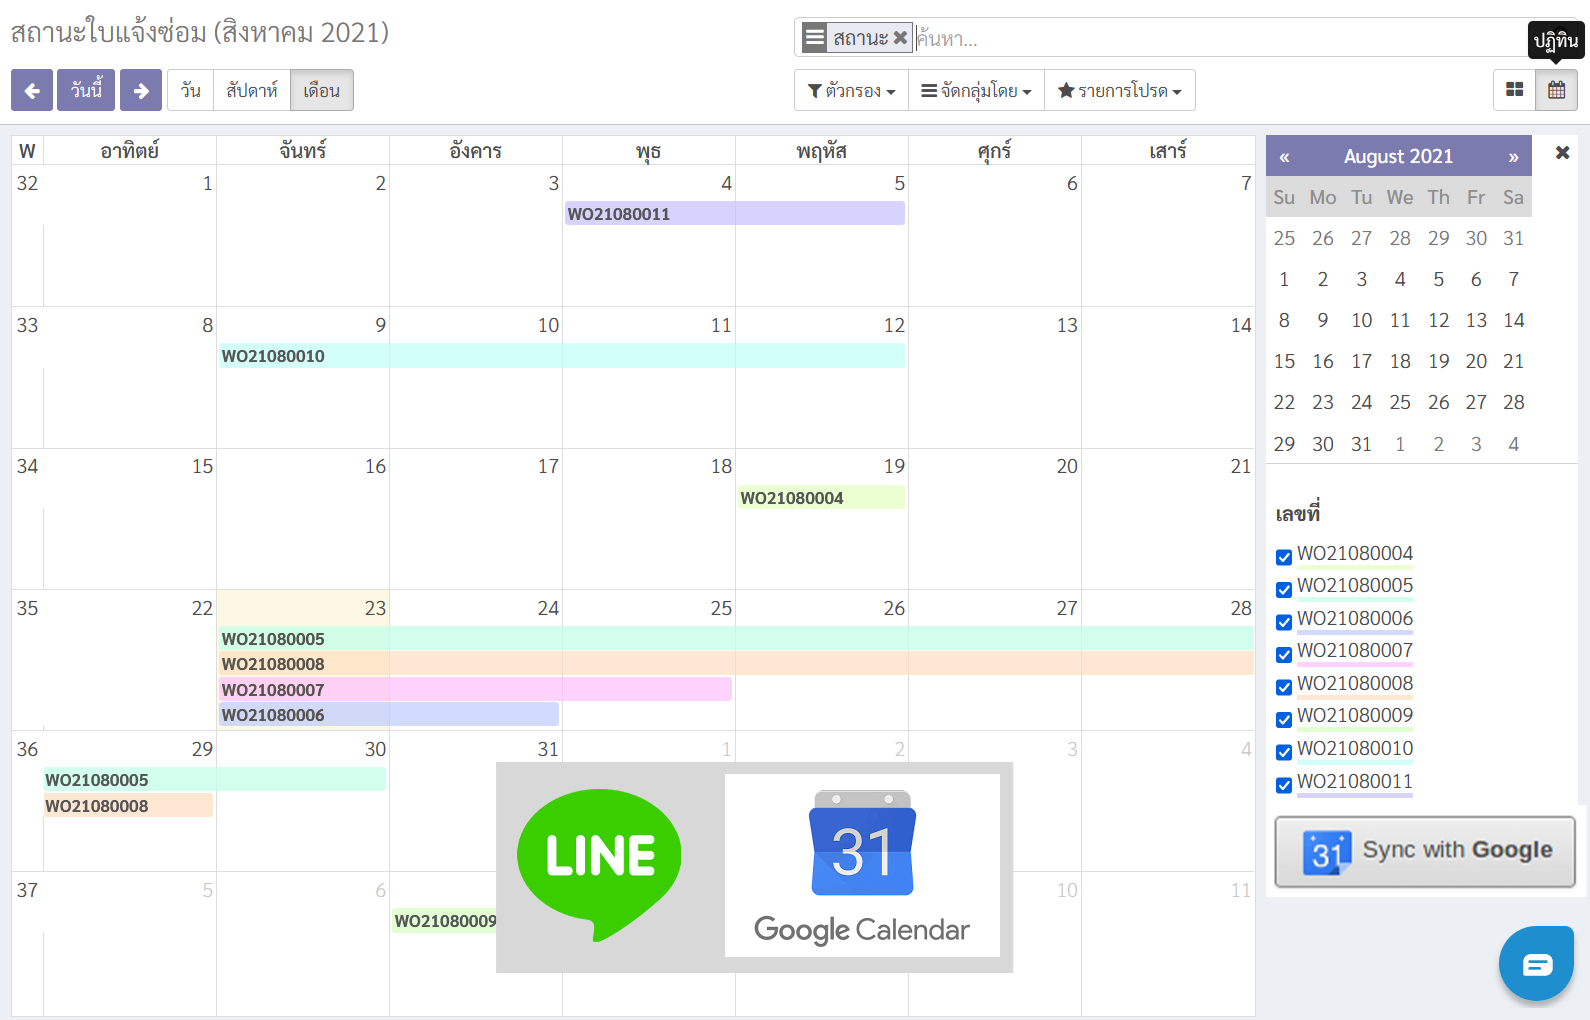 สถานะใบแจ้งซ่อม (สิงหาคม 2021)
สถานะ ค้นหา...
ปฏิทิน
วันนี้ วัน สัปดาห์ เดือน
ตัวกรอง จัดกลุ่มโดย รายการโปรด
W อาทิตย์ จันทร์ อังคาร พุธ พฤหัส ศุกร์ เสาร์
32 1 2 3 4 5 6 7
WO21080011
33 8 9 10 11 12 13 14
WO21080010
34 15 16 17 18 19 20 21
WO21080004
35 22 23 24 25 26 27 28
WO21080005
WO21080008
WO21080007
WO21080006
36 29 30 31 1 2 3 4
WO21080005
WO21080008
37 5 6 10 11
WO21080009
LINE
31
Google Calendar
« August 2021 »
Su Mo Tu We Th Fr Sa
25 26 27 28 29 30 31
1 2 3 4 5 6 7
8 9 10 11 12 13 14
15 16 17 18 19 20 21
22 23 24 25 26 27 28
29 30 31 1 2 3 4
เลขที่
WO21080004
WO21080005
WO21080006
WO21080007
WO21080008
WO21080009
WO21080010
WO21080011
31 Sync with Google